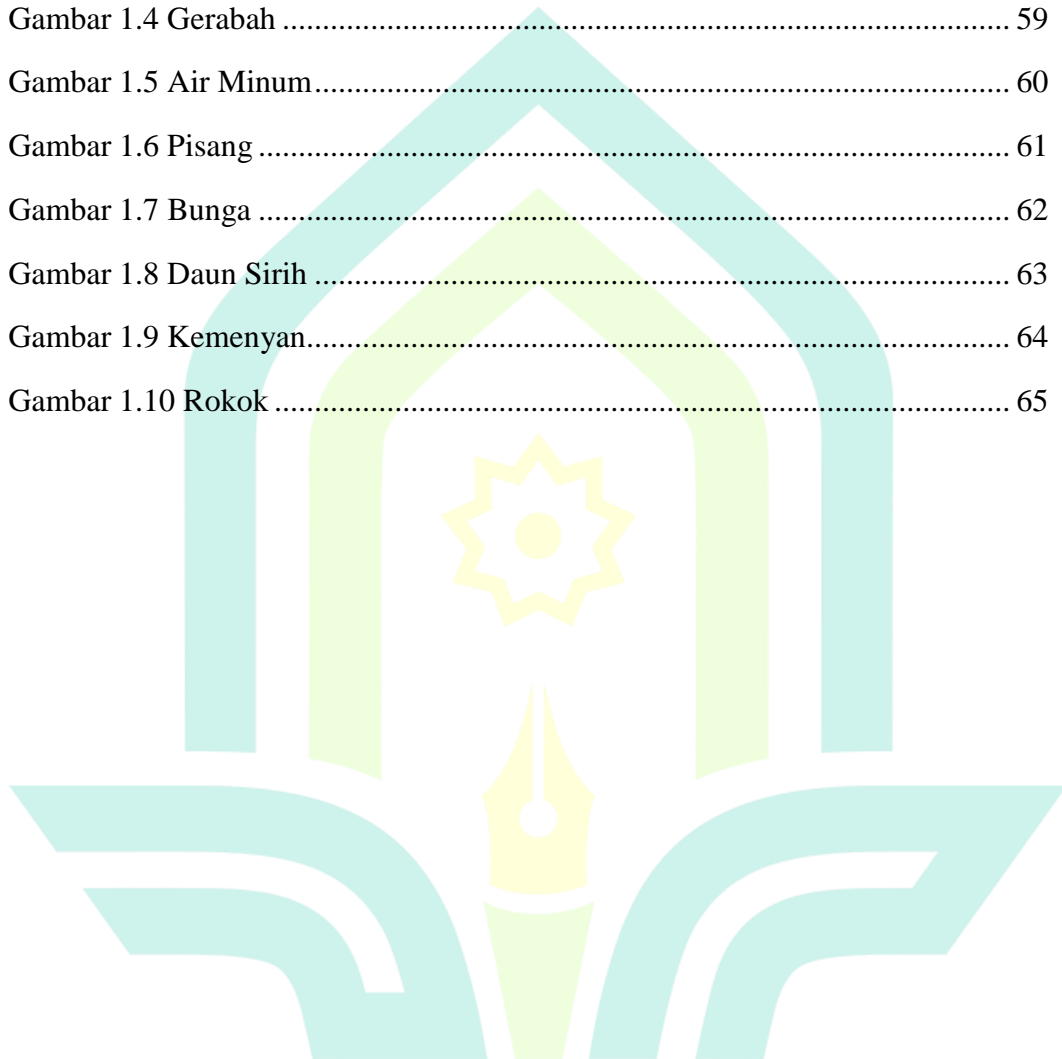 Gambar 1.4 Gerabah ........................................................................................... 59
Gambar 1.5 Air Minum ....................................................................................... 60
Gambar 1.6 Pisang .............................................................................................. 61
Gambar 1.7 Bunga .............................................................................................. 62
Gambar 1.8 Daun Sirih ....................................................................................... 63
Gambar 1.9 Kemenyan ........................................................................................ 64
Gambar 1.10 Rokok ............................................................................................ 65